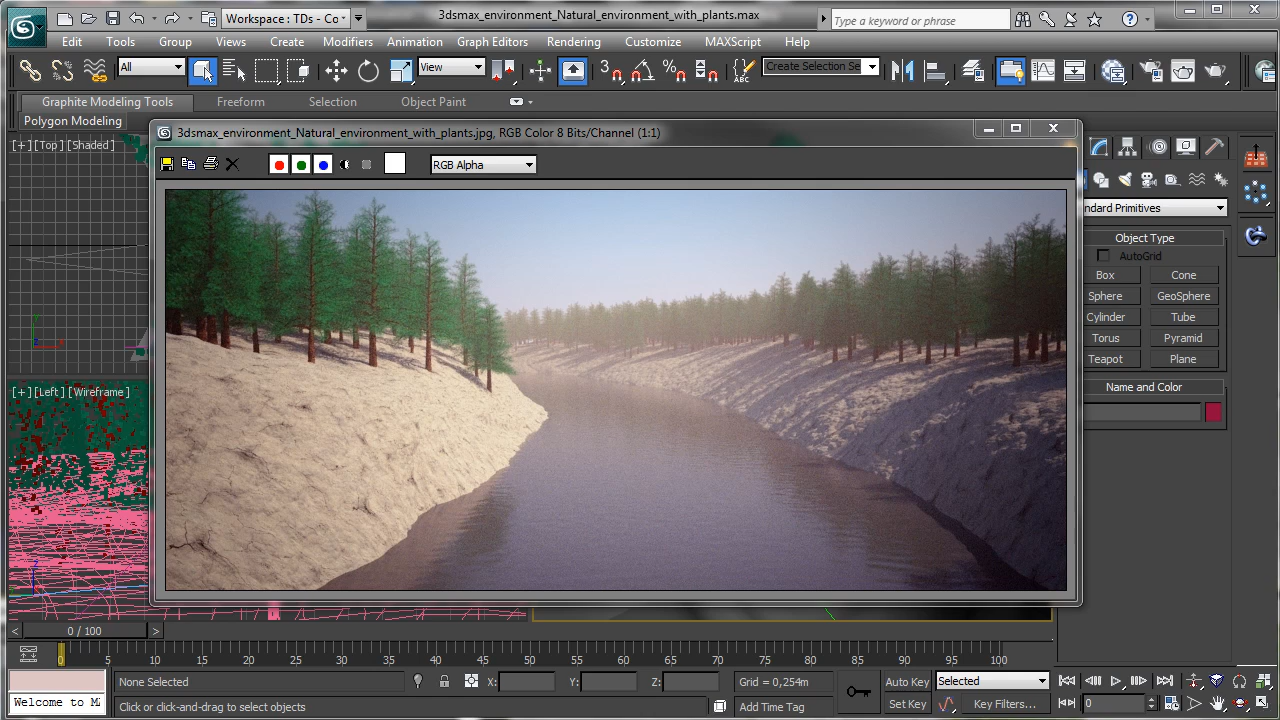 Workspace : TDs - Co
3dsmax_environment_Natural_environment_with_plants.max
Type a keyword or phrase
Edit Tools Group Views Create Modifiers Animation Graph Editors Rendering Customize MAXScript Help
All
View
3
%
ABC
Create Selection Se
Graphite Modeling Tools Freeform Selection Object Paint
Polygon Modeling
3dsmax_environment_Natural_environment_with_plants.jpg, RGB Color 8 Bits/Channel (1:1)
[+] [Top] [Shaded]
RGB Alpha
ndard Primitives
Object Type
AutoGrid
Box Cone
Sphere GeoSphere
Cylinder Tube
Torus Pyramid
Teapot Plane
Name and Color
[+] [Left] [Wireframe]
< 0 / 100 >
0 5 10 15 20 25 30 35 40 45 50 55 60 65 70 75 80 85 90 95 100
None Selected X: Y: Z: Grid = 0,254m Auto Key Selected
Welcome to M
Click or click-and-drag to select objects Add Time Tag Set Key Key Filters... 0